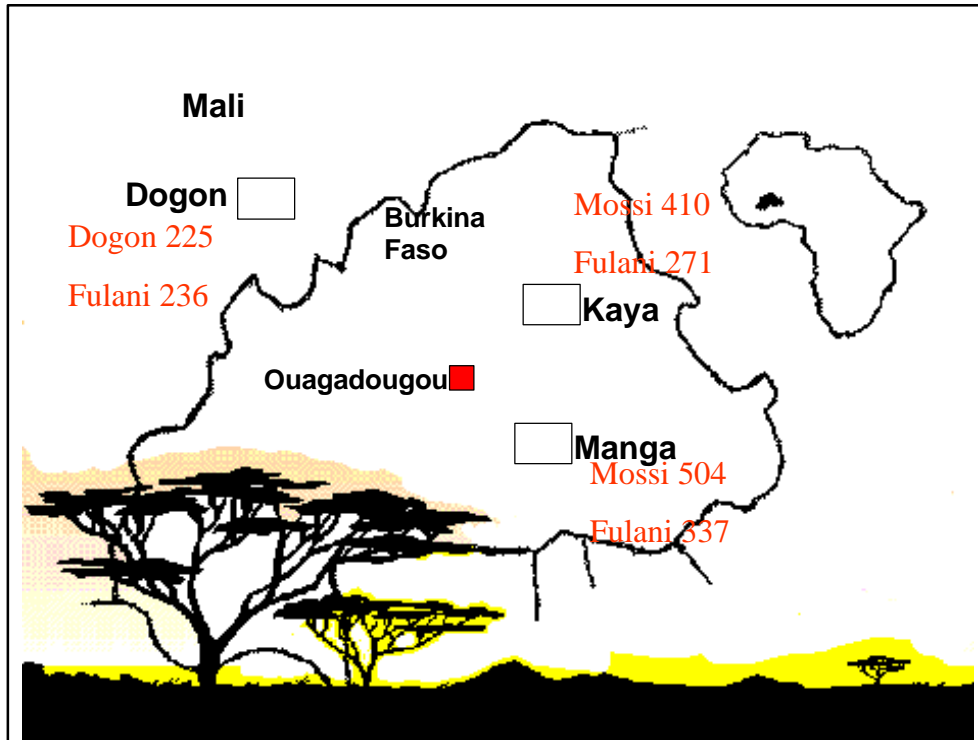 Mali
Dogon
Dogon 225
Fulani 236
Burkina
Faso
Mossi 410
Fulani 271
Kaya
Ouagadougou
Manga
Mossi 504
Fulani 337